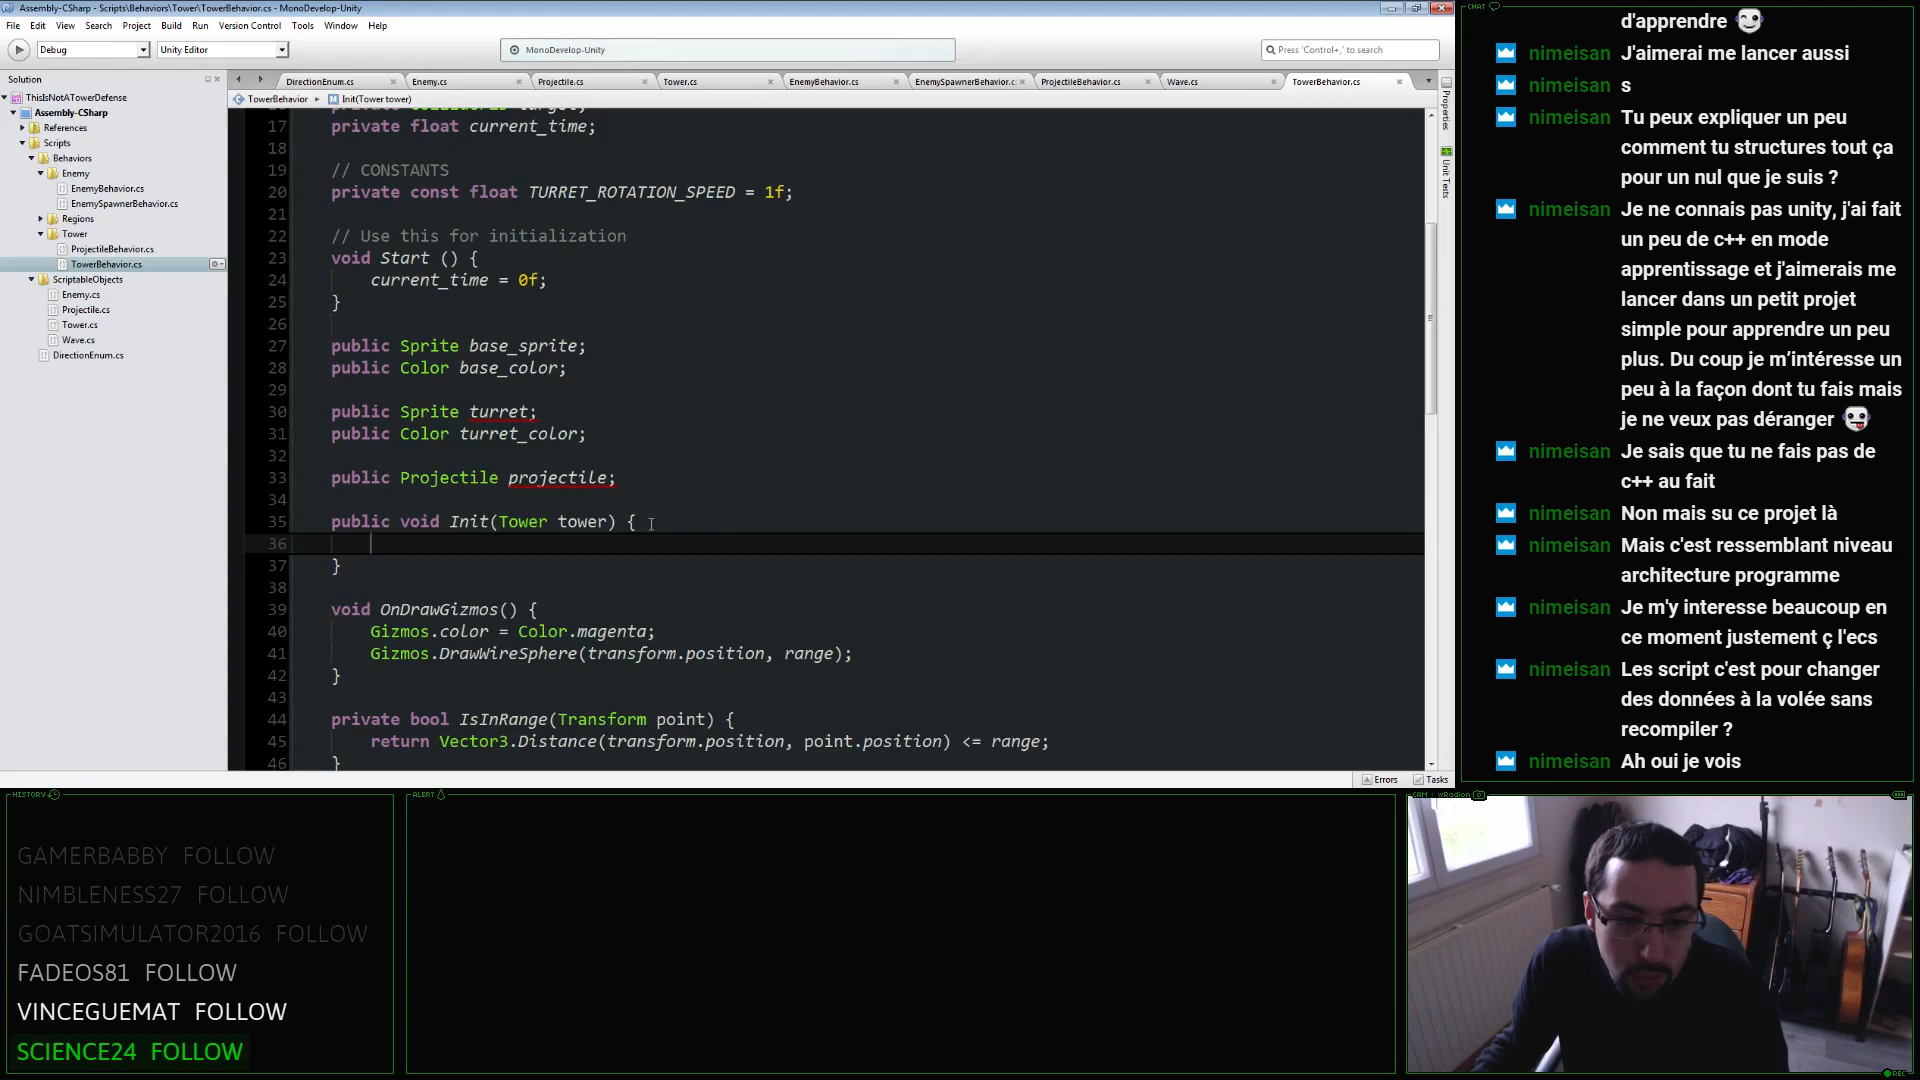 Assembly-CSharp - Scripts\Behaviors\Tower\TowerBehavior.cs - MonoDevelop-Unity
File Edit View Search Project Build Run Version Control Tools Window Help
Debug Unity Editor MonoDevelop-Unity Press 'Control+,' to search
Solution
DirectionEnum.cs Enemy.cs Projectile.cs Tower.cs EnemyBehavior.cs EnemySpawnerBehavior.c ProjectileBehavior.cs Wave.cs TowerBehavior.cs
TowerBehavior Init(Tower tower)
ThisIsNotATowerDefense
Assembly-CSharp
References
Scripts
Behaviors
Enemy
EnemyBehavior.cs
EnemySpawnerBehavior.cs
Regions
Tower
ProjectileBehavior.cs
TowerBehavior.cs
ScriptableObjects
Enemy.cs
Projectile.cs
Tower.cs
Wave.cs
DirectionEnum.cs
17 private float current_time;
18
19 // CONSTANTS
20 private const float TURRET_ROTATION_SPEED = 1f;
21
22 // Use this for initialization
23 void Start () {
24 current_time = 0f;
25 }
26
27 public Sprite base_sprite;
28 public Color base_color;
29
30 public Sprite turret;
31 public Color turret_color;
32
33 public Projectile projectile;
34
35 public void Init(Tower tower) {
36
37 }
38
39 void OnDrawGizmos() {
40 Gizmos.color = Color.magenta;
41 Gizmos.DrawWireSphere(transform.position, range);
42 }
43
44 private bool IsInRange(Transform point) {
45 return Vector3.Distance(transform.position, point.position) <= range;
46 }
Properties
Unit Tests
Errors Tasks
CHAT
d'apprendre
nimeisan J'aimerai me lancer aussi
nimeisan s
nimeisan Tu peux expliquer un peu
comment tu structures tout ça
pour un nul que je suis ?
nimeisan Je ne connais pas unity, j'ai fait
un peu de c++ en mode
apprentissage et j'aimerais me
lancer dans un petit projet
simple pour apprendre un peu
plus. Du coup je m'intéresse un
peu à la façon dont tu fais mais
je ne veux pas déranger
nimeisan Je sais que tu ne fais pas de
c++ au fait
nimeisan Non mais su ce projet là
nimeisan Mais c'est ressemblant niveau
architecture programme
nimeisan Je m'y interesse beaucoup en
ce moment justement ç l'ecs
nimeisan Les script c'est pour changer
des données à la volée sans
recompiler ?
nimeisan Ah oui je vois
HISTORY
GAMERBABBY FOLLOW
NIMBLENESS27 FOLLOW
GOATSIMULATOR2016 FOLLOW
FADEOS81 FOLLOW
VINCEGUEMAT FOLLOW
SCIENCE24 FOLLOW
ALERT
CAM : wRadion
REC